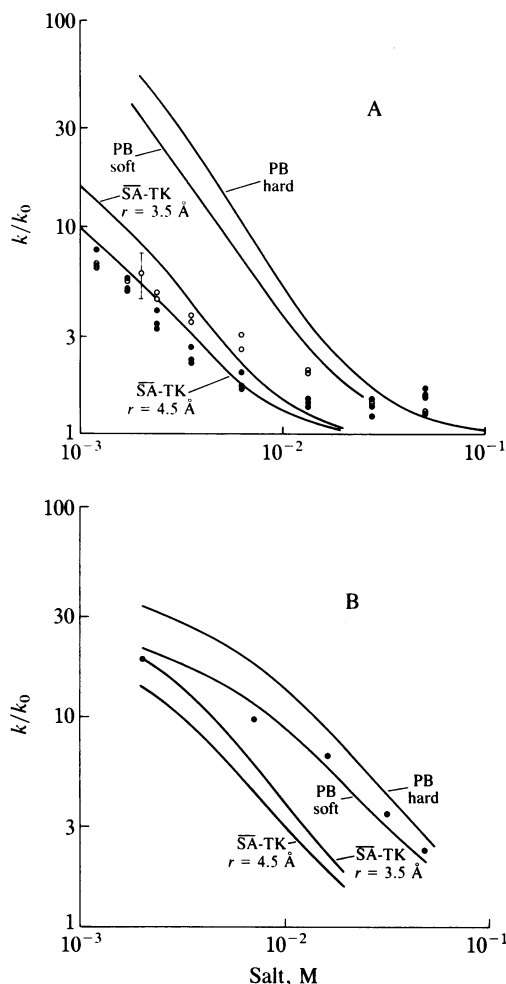 100
A
30
PB
soft
PB
hard
S̅A̅-TK
r = 3.5 Å
10
k/k₀
3
S̅A̅-TK
r = 4.5 Å
1
10⁻³
10⁻²
10⁻¹
100
B
30
k/k₀
10
PB
soft
PB
hard
3
S̅A̅-TK
r = 4.5 Å
S̅A̅-TK
r = 3.5 Å
1
10⁻³
10⁻²
10⁻¹
Salt, M